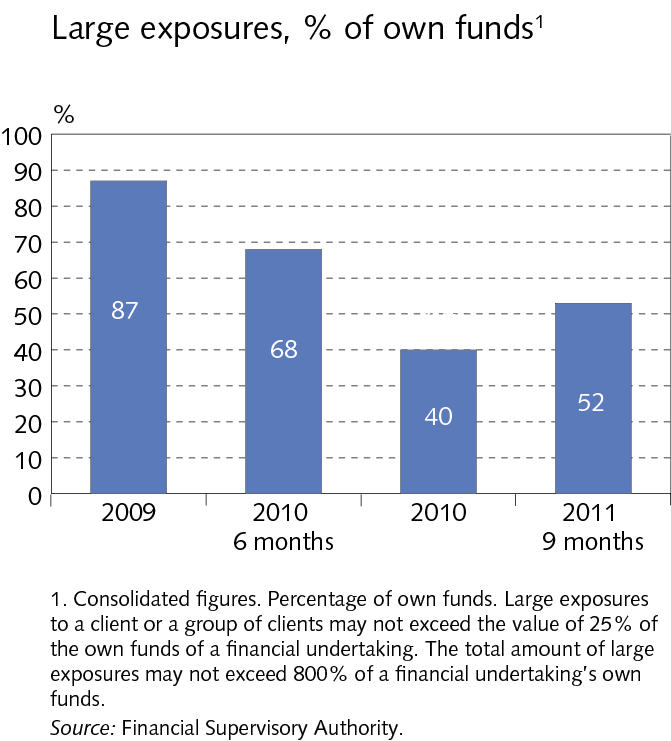 Large exposures, % of own funds¹
%
100
90
80
70
60
50
40
30
20
10
0
87
68
40
52
2009
2010
6 months
2010
2011
9 months
1. Consolidated figures. Percentage of own funds. Large exposures
to a client or a group of clients may not exceed the value of 25% of
the own funds of a financial undertaking. The total amount of large
exposures may not exceed 800% of a financial undertaking's own
funds.
Source: Financial Supervisory Authority.